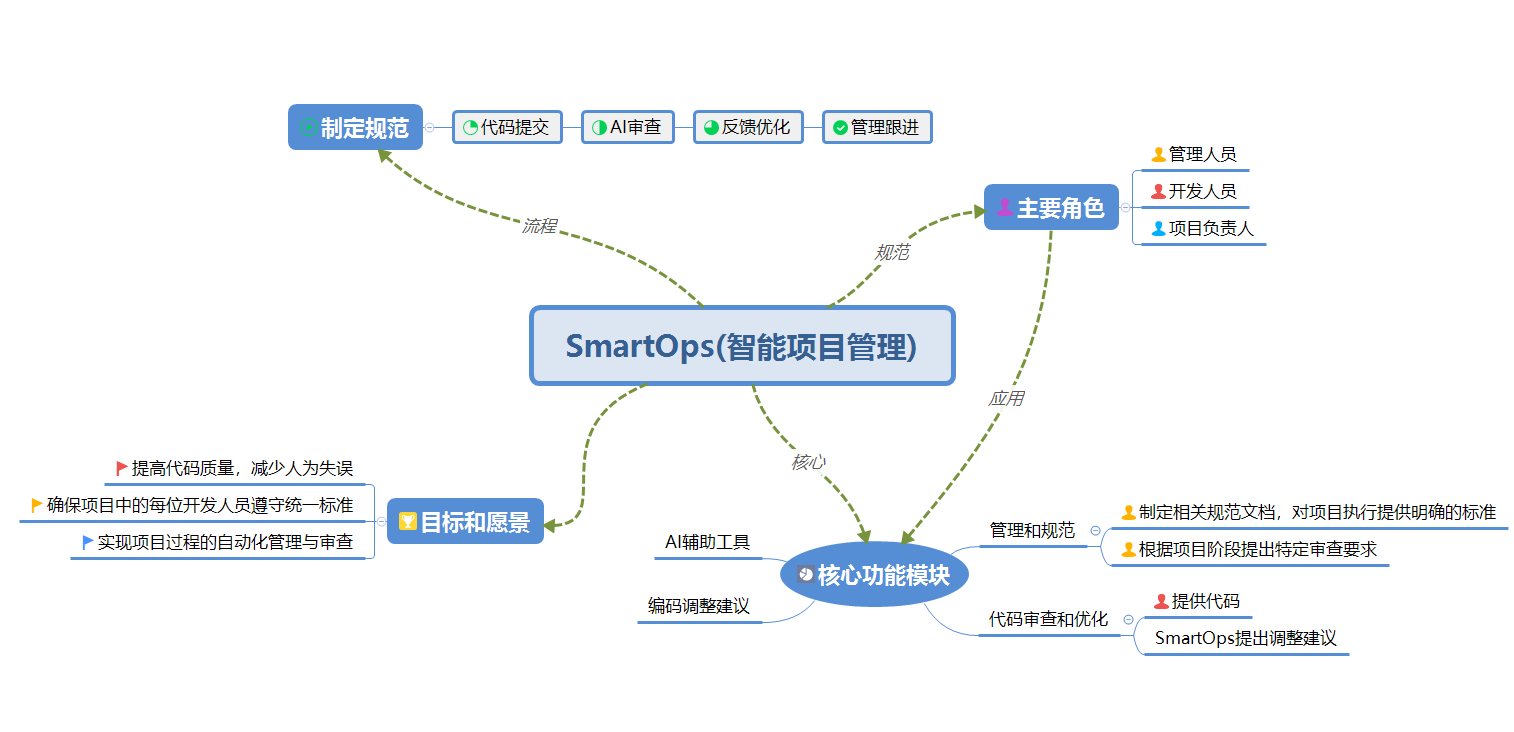 制定规范
代码提交
AI审查
反馈优化
管理跟进
管理人员
主要角色
开发人员
项目负责人
流程
规范
SmartOps(智能项目管理)
应用
核心
提高代码质量，减少人为失误
确保项目中的每位开发人员遵守统一标准
实现项目过程的自动化管理与审查
目标和愿景
AI辅助工具
编码调整建议
核心功能模块
管理和规范
制定相关规范文档，对项目执行提供明确的标准
根据项目阶段提出特定审查要求
代码审查和优化
提供代码
SmartOps提出调整建议